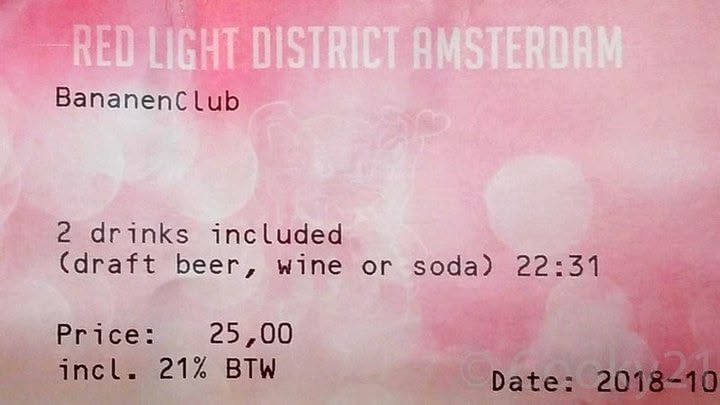 RED LIGHT DISTRICT AMSTERDAM
BananenClub
2 drinks included
(draft beer, wine or soda) 22:31
Price: 25,00
incl. 21% BTW
© Cooky21
Date: 2018-10